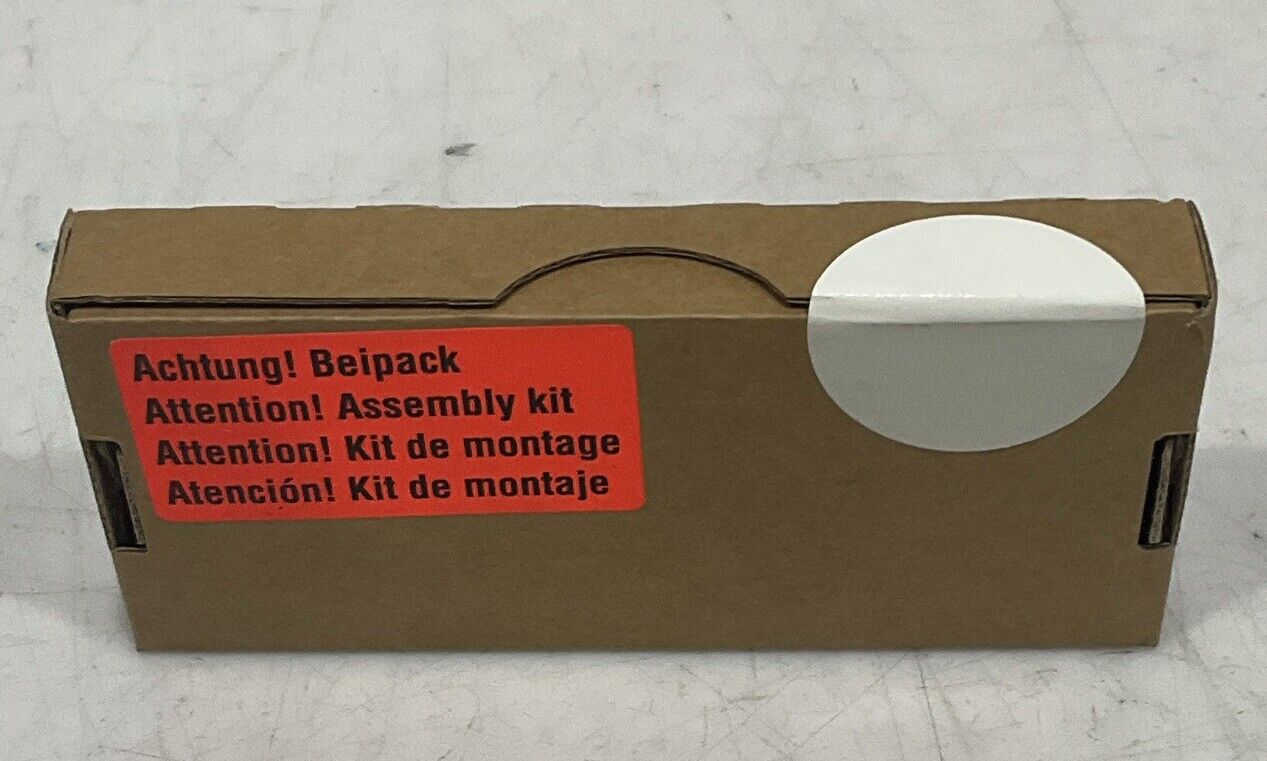 Achtung! Beipack
Attention! Assembly kit
Attention! Kit de montage
Atención! Kit de montaje